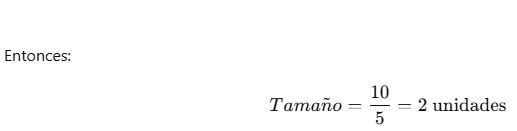 Entonces:
Tamaño = 10/5 = 2 unidades